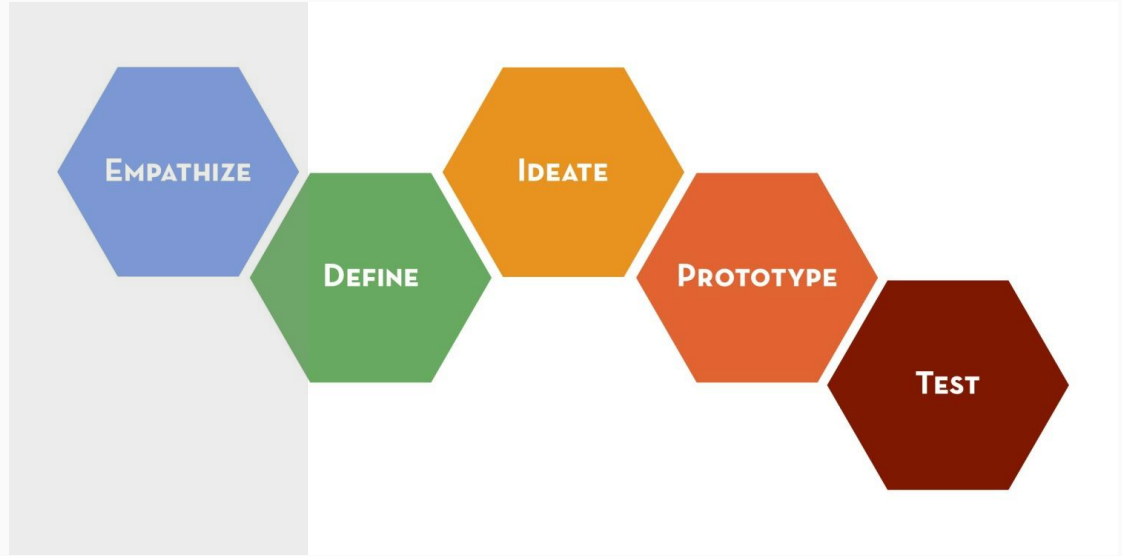 EMPATHIZE
DEFINE
IDEATE
PROTOTYPE
TEST